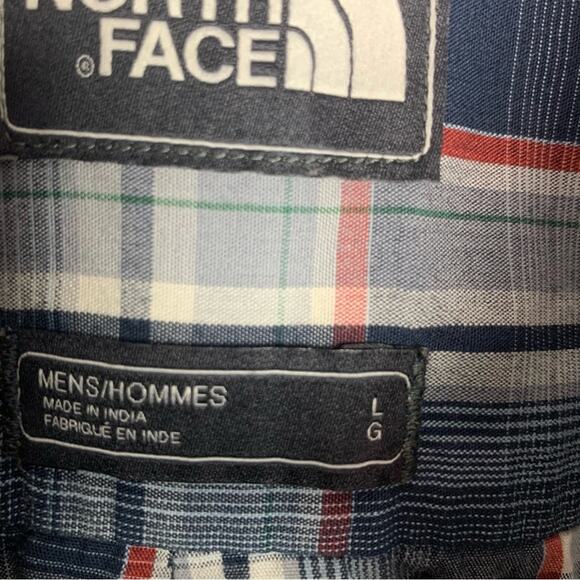 NORTH
FACE
®
MENS/HOMMES
MADE IN INDIA
FABRIQUÉ EN INDE
L
G